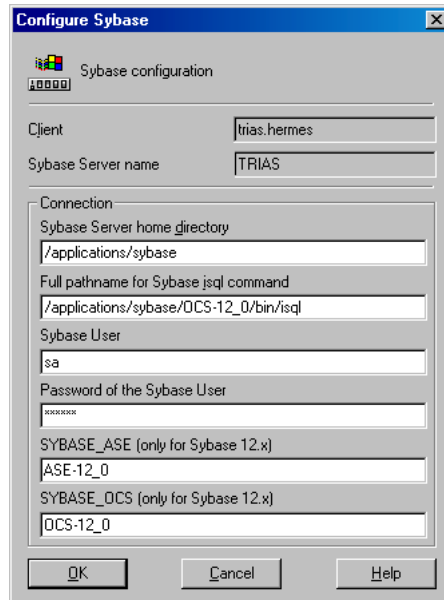 Configure Sybase
Sybase configuration
Client
trias.hermes
Sybase Server name
TRIAS
Connection
Sybase Server home directory
/applications/sybase
Full pathname for Sybase isql command
/applications/sybase/OCS-12_0/bin/isql
Sybase User
sa
Password of the Sybase User
******
SYBASE_ASE (only for Sybase 12.x)
ASE-12_0
SYBASE_OCS (only for Sybase 12.x)
OCS-12_0
OK Cancel Help